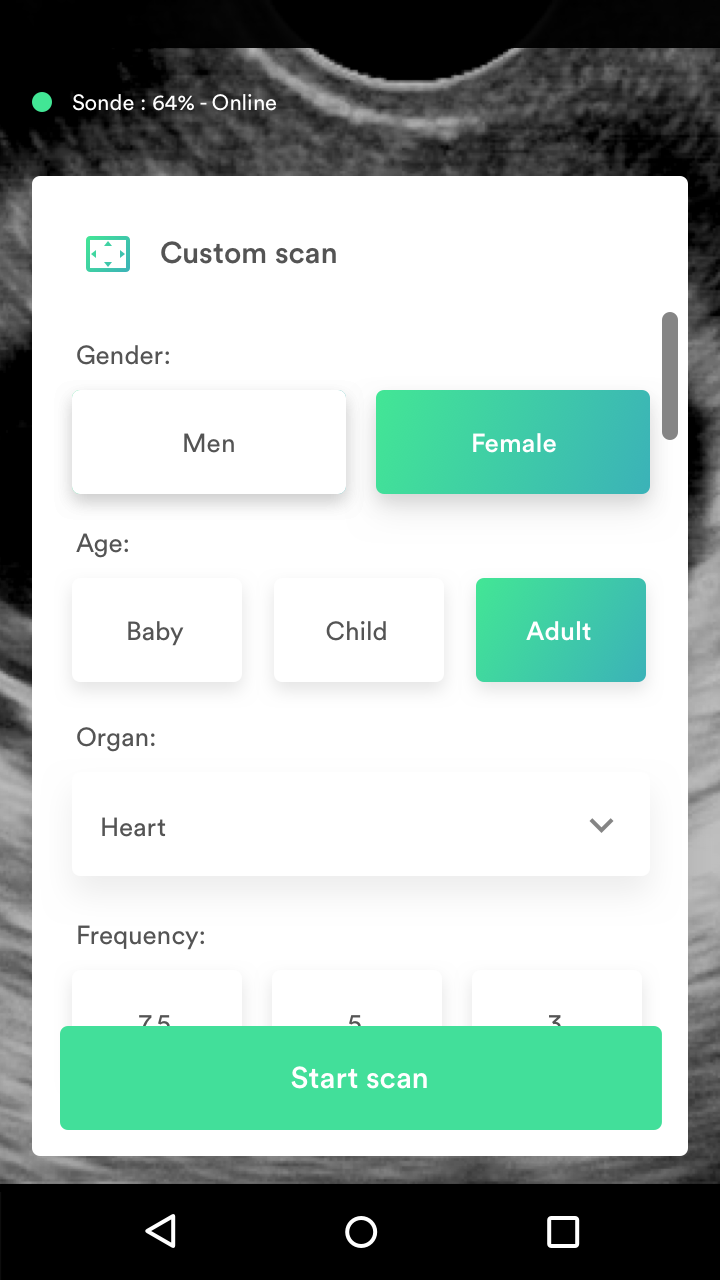 Sonde : 64% - Online
Custom scan
Gender:
Men Female
Age:
Baby Child Adult
Organ:
Heart
Frequency:
7.5 5 3
Start scan